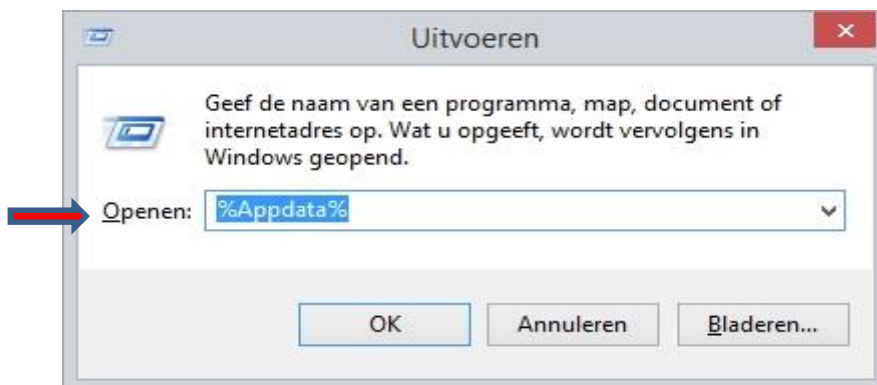 Uitvoeren
Geef de naam van een programma, map, document of
internetadres op. Wat u opgeeft, wordt vervolgens in
Windows geopend.
Openen: %Appdata%
OK Annuleren Bladeren...